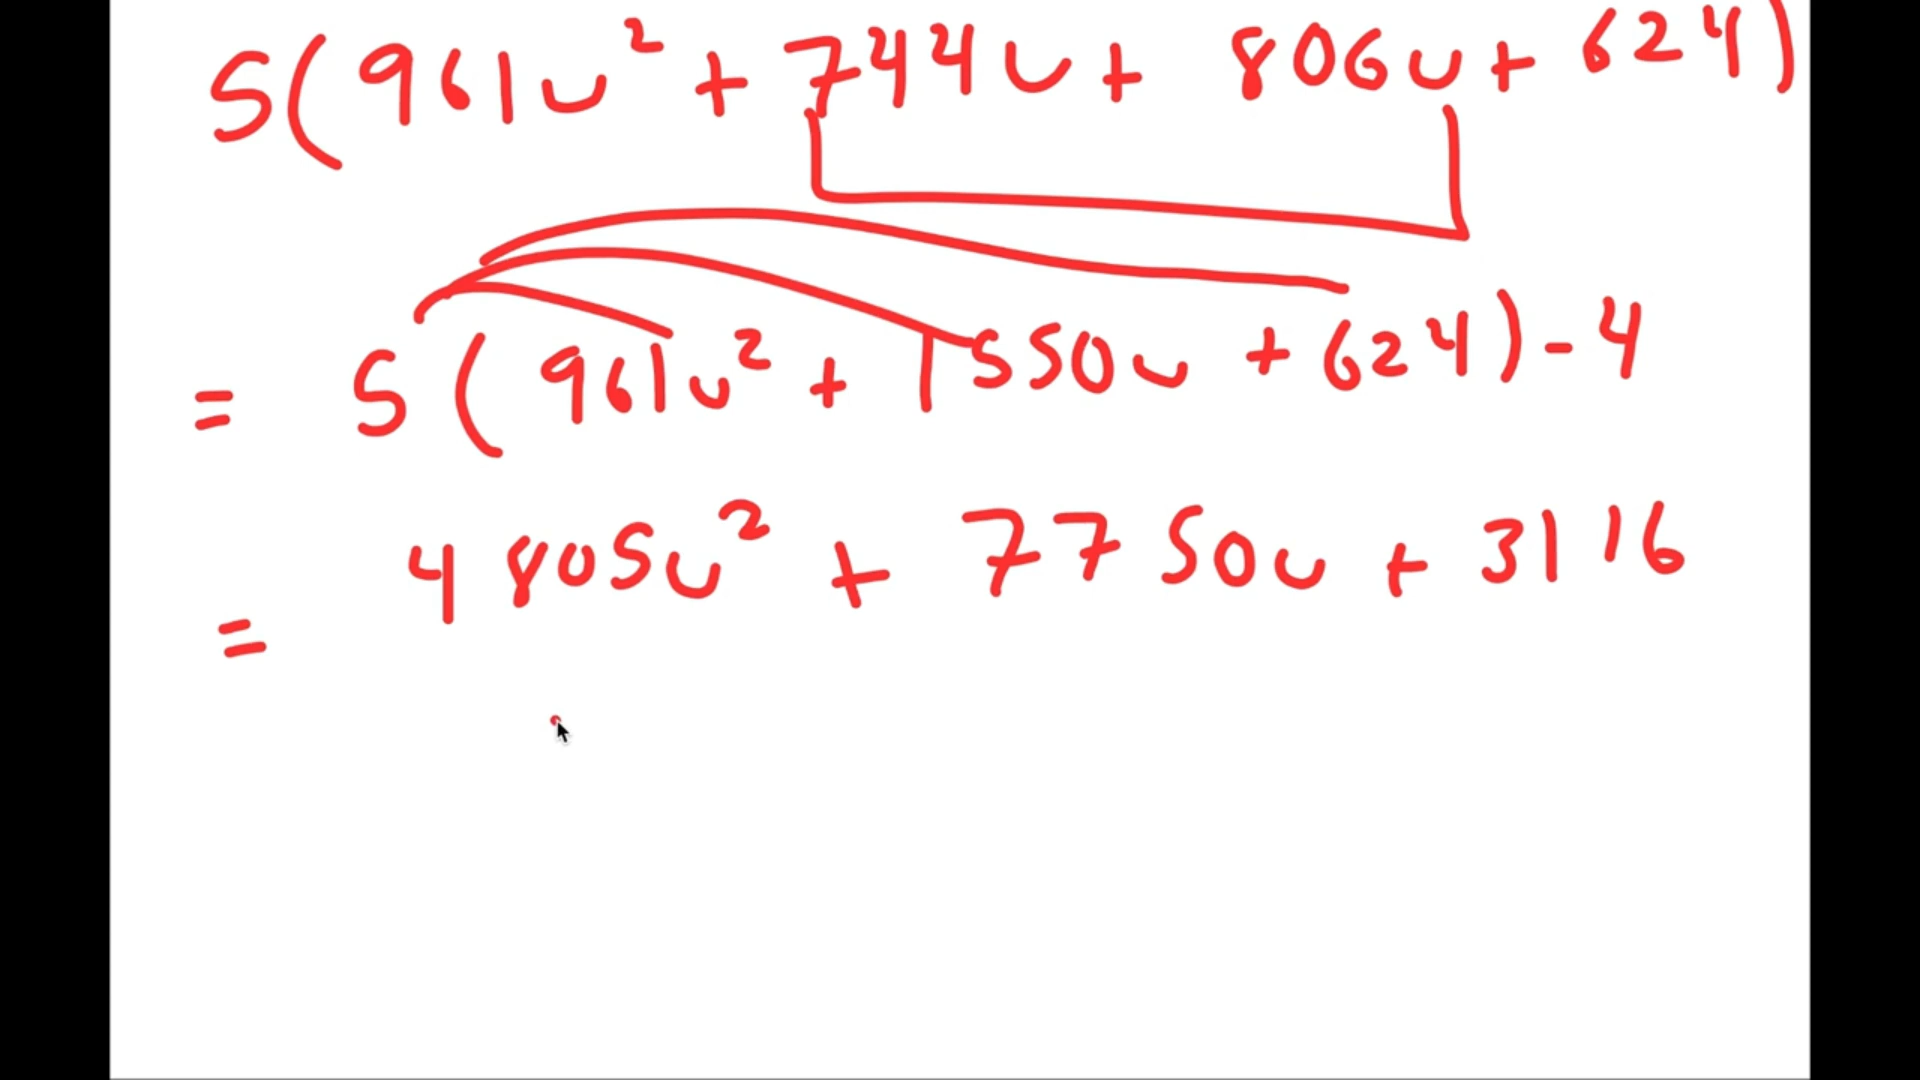 5(961u² + 744u + 806u + 624)
= 5(961u² + 1550u + 624) - 4
= 4805u² + 7750u + 3116